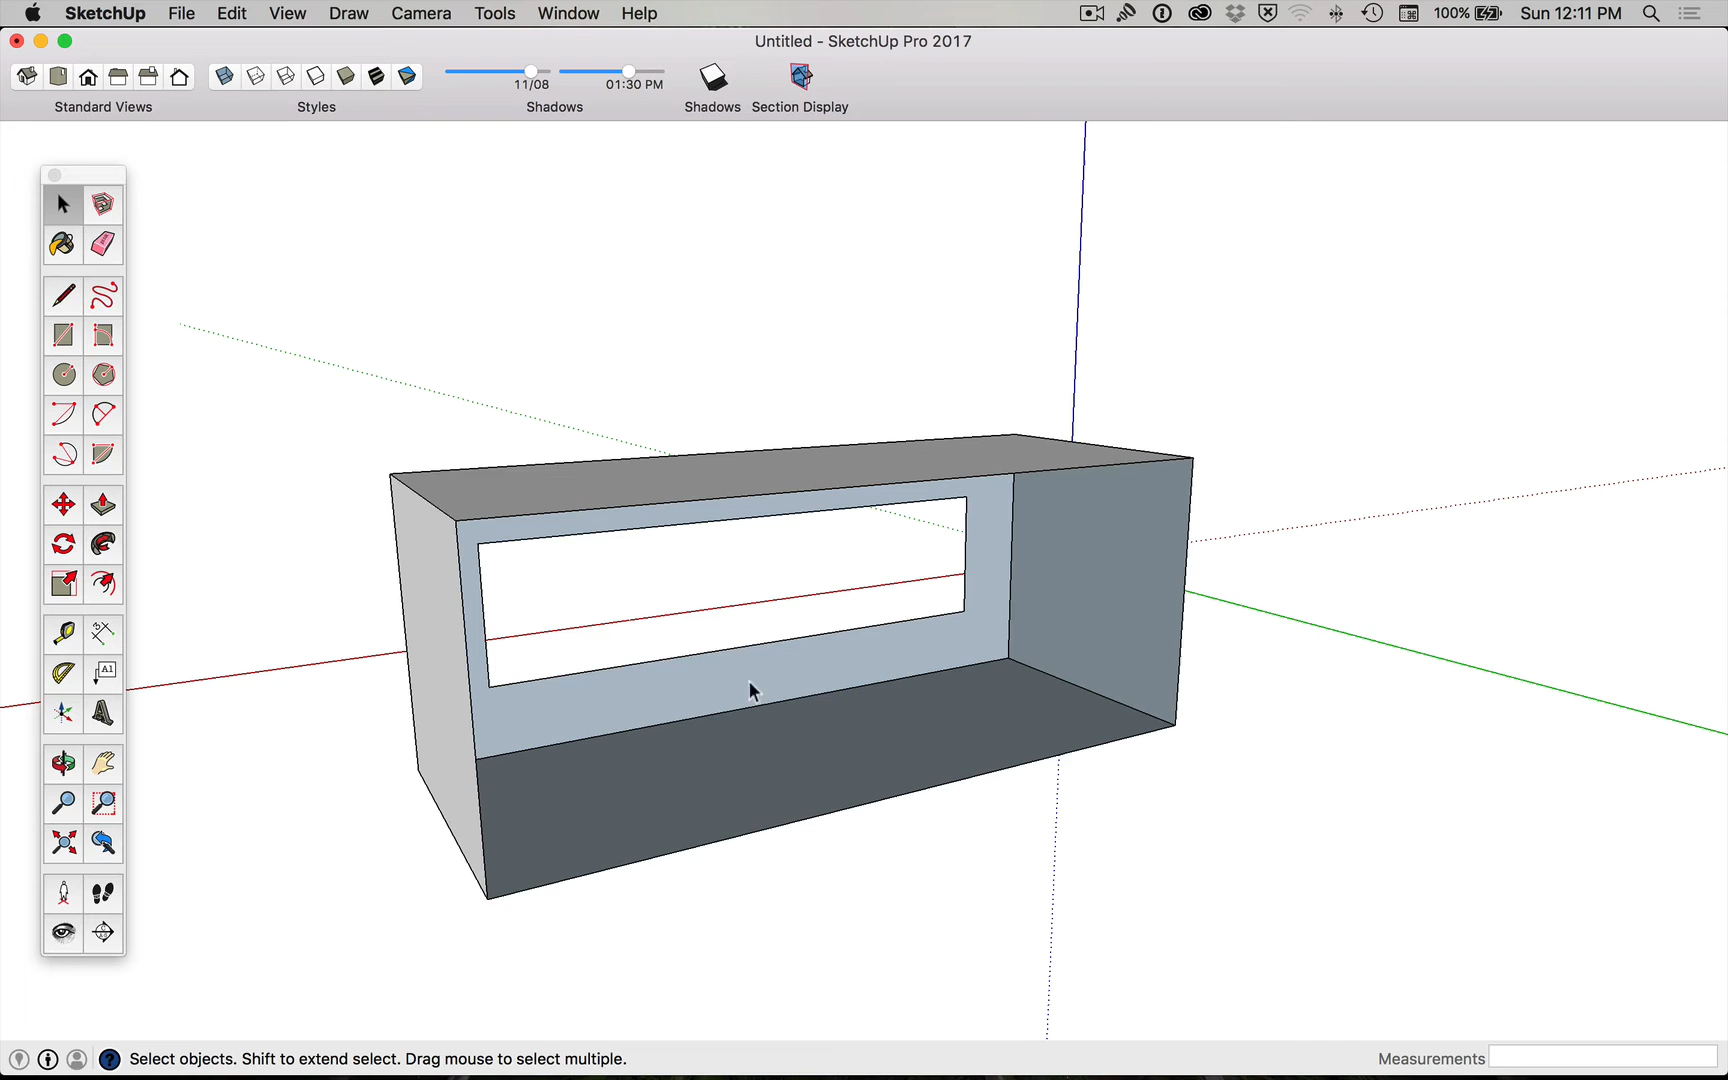 SketchUp File Edit View Draw Camera Tools Window Help 100% Sun 12:11 PM
Untitled - SketchUp Pro 2017
11/08 01:30 PM
Standard Views Styles Shadows Shadows Section Display
A1
Select objects. Shift to extend select. Drag mouse to select multiple. Measurements